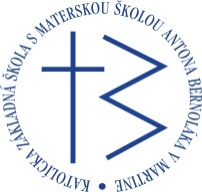 KATOLÍCKA ZÁKLADNÁ ŠKOLA S MATERSKOU ŠKOLOU ANTONA BERNOLÁKA V MARTINE •